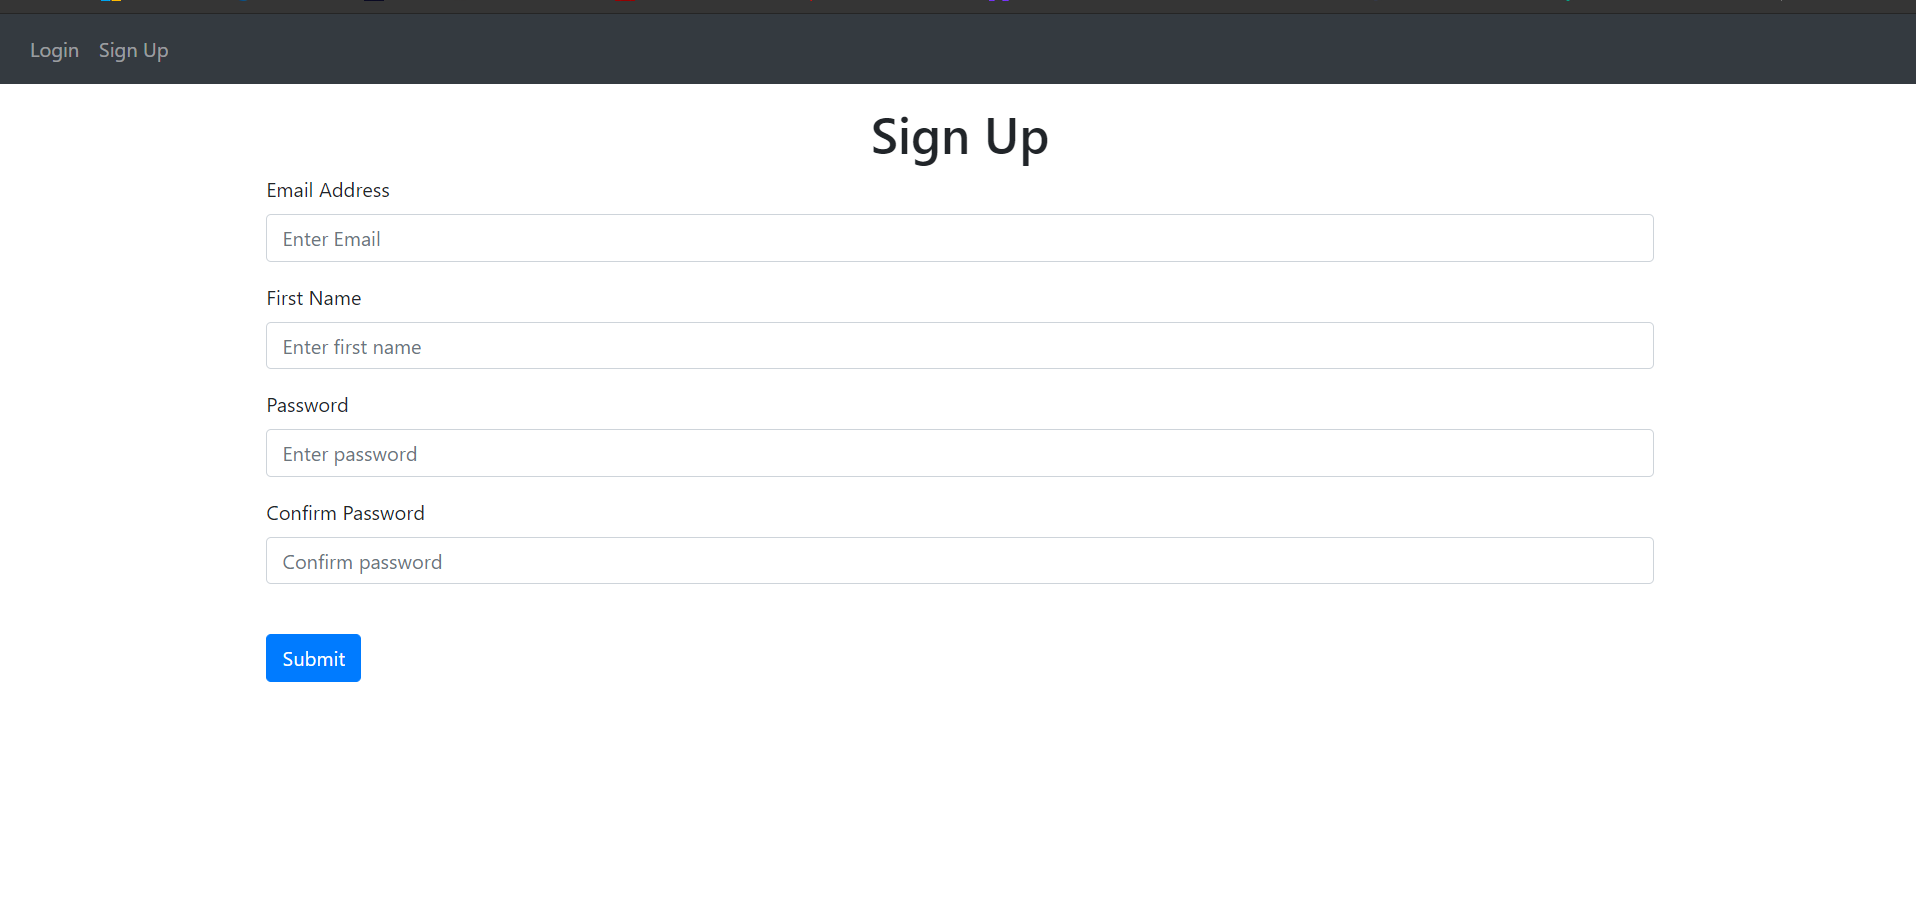 Login Sign Up
Sign Up
Email Address
Enter Email
First Name
Enter first name
Password
Enter password
Confirm Password
Confirm password
Submit